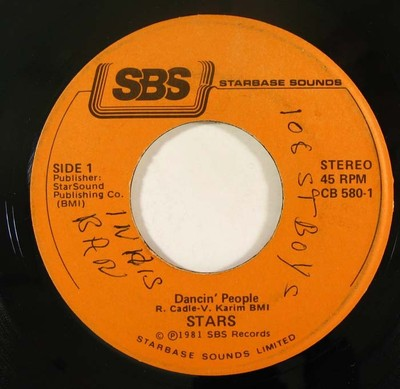 SBS
STARBASE SOUNDS
SIDE 1
Publisher:
StarSound
Publishing Co.
(BMI)
STEREO
45 RPM
CB 580-1
BAD
Dancin' People
R. Cadle-V. Karim BMI
STARS
© ℗1981 SBS Records
STARBASE SOUNDS LIMITED